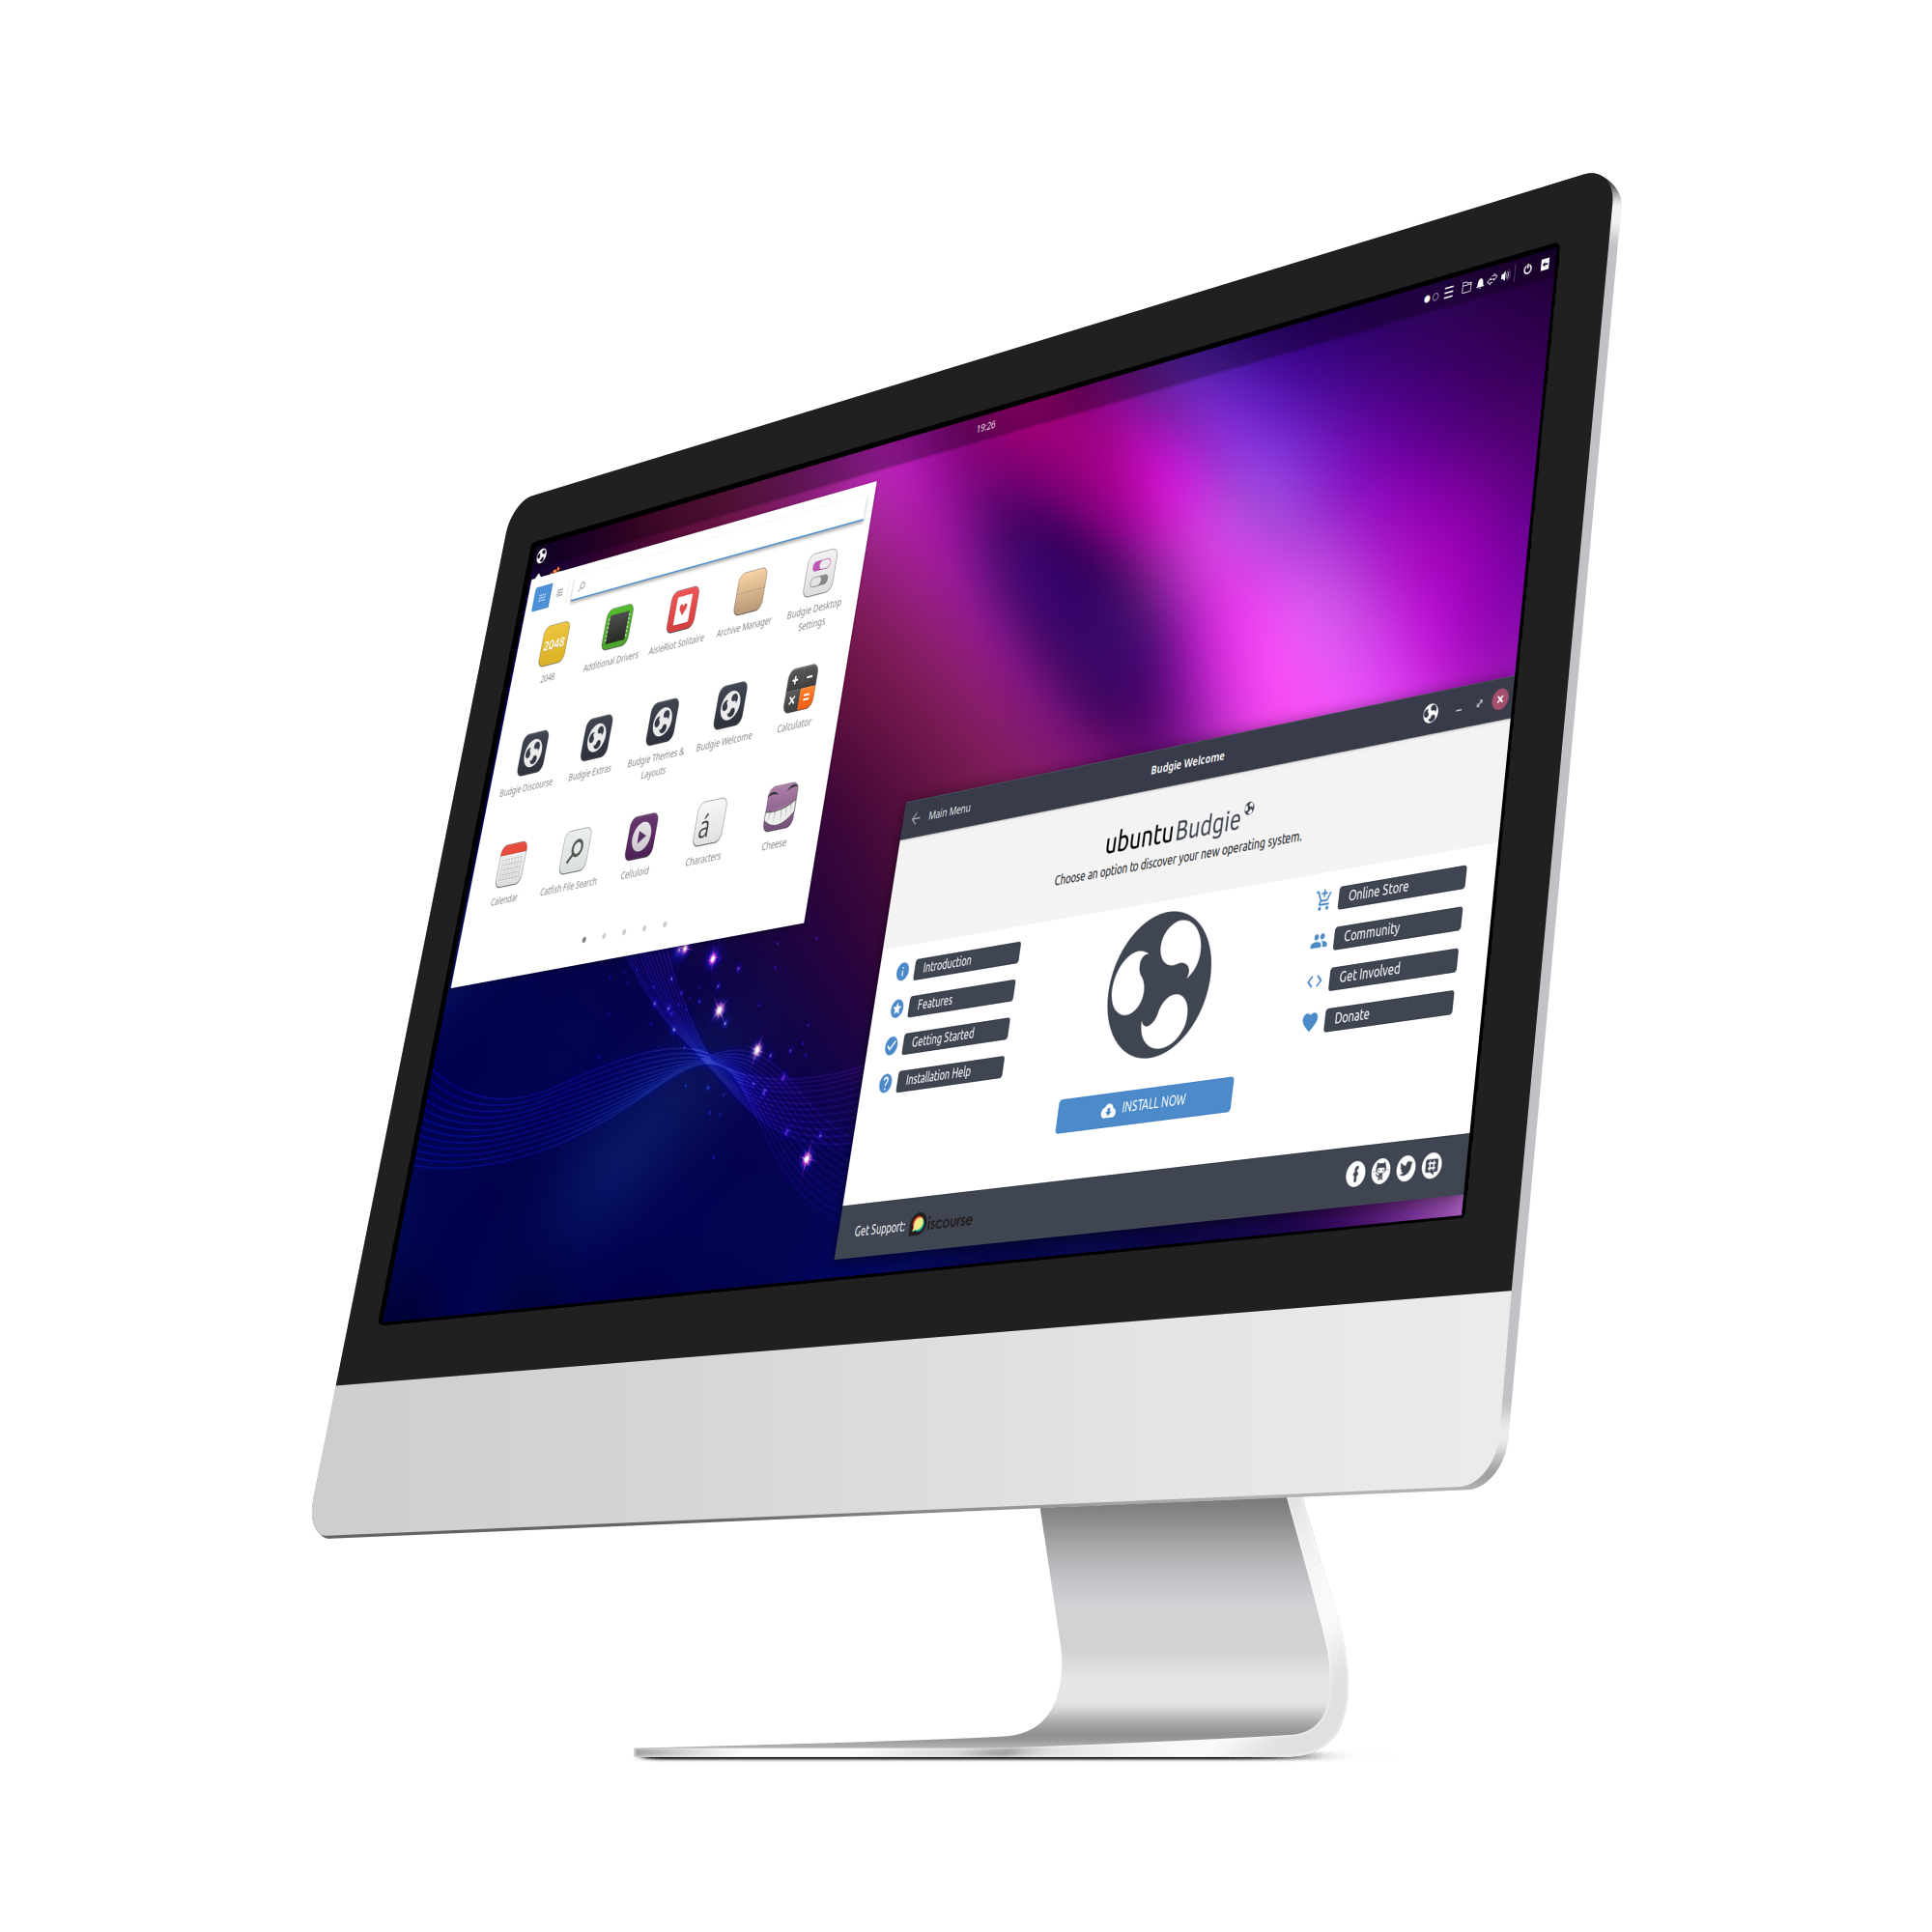 19:26
2048
2048
Additional Drivers
AisleRiot Solitaire
Archive Manager
Budgie Desktop
Settings
Budgie Discourse
Budgie Extras
Budgie Themes &
Layouts
Budgie Welcome
Calculator
Calendar
Catfish File Search
Celluloid
á
Characters
Cheese
Main Menu
Budgie Welcome
ubuntu Budgie
Choose an option to discover your new operating system.
Introduction
Features
Getting Started
Installation Help
Online Store
Community
Get Involved
Donate
INSTALL NOW
Get Support: Discourse